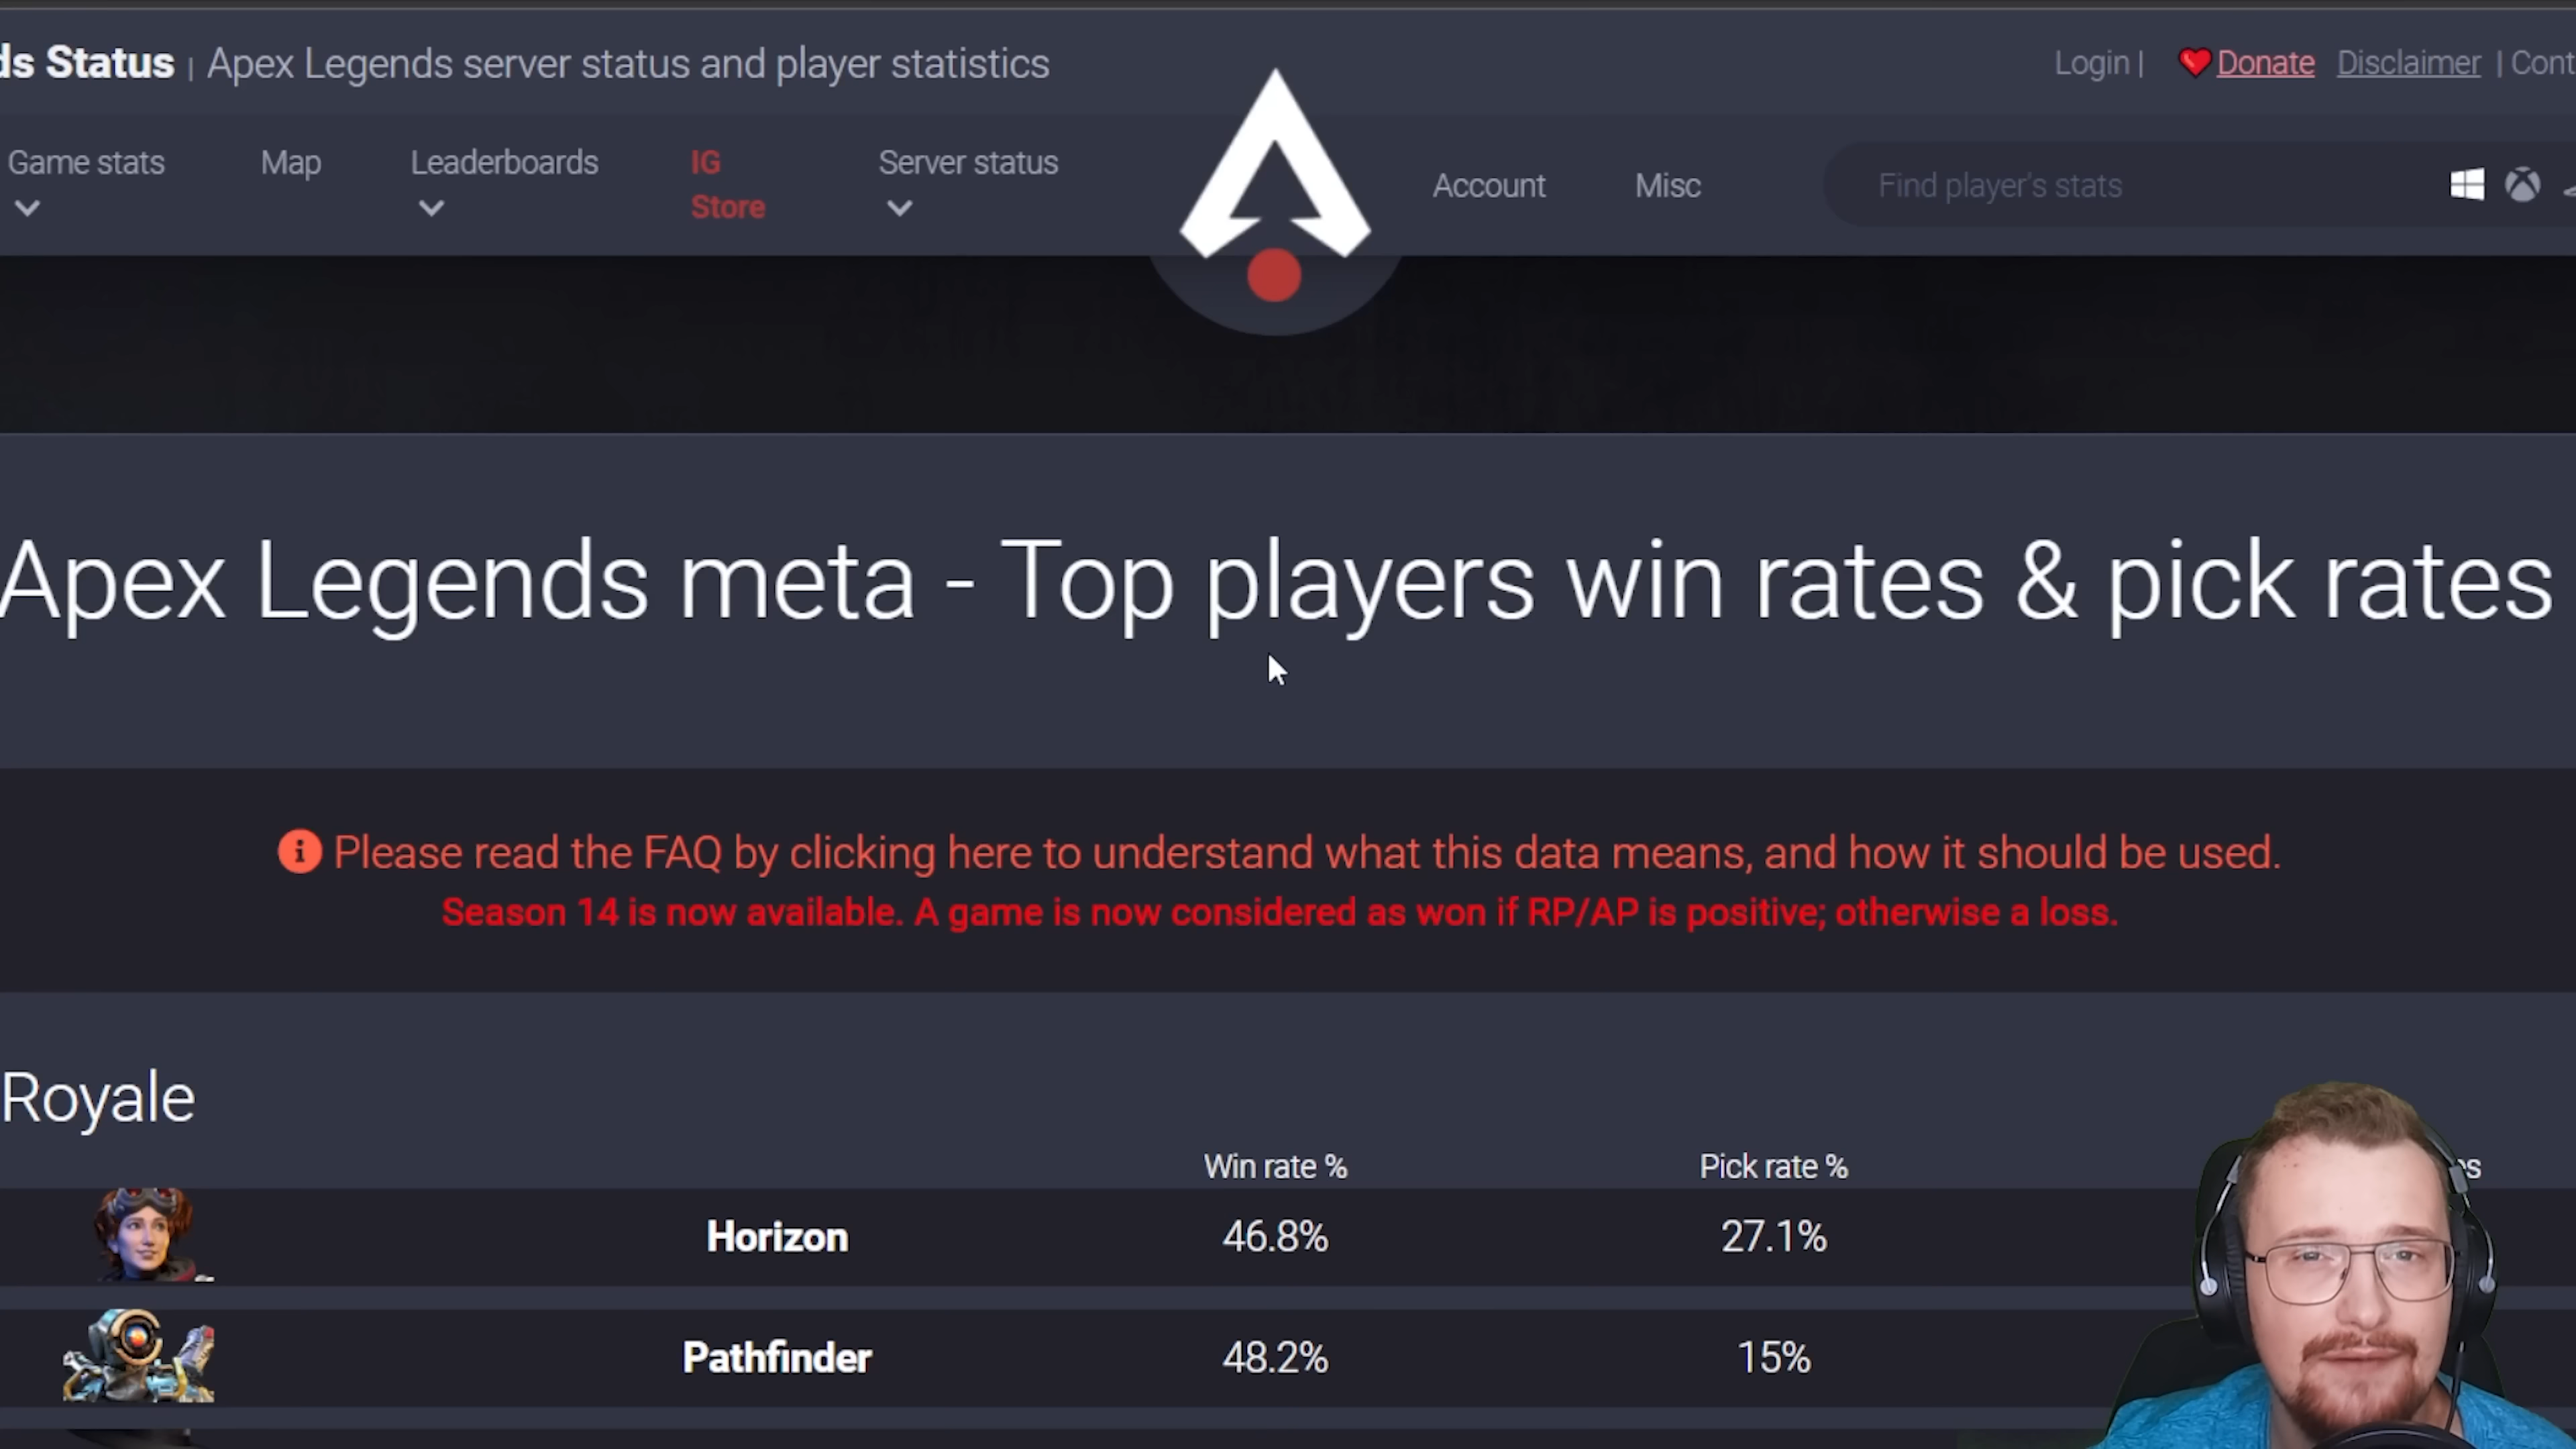 ds Status | Apex Legends server status and player statistics
Login | Donate Disclaimer | Cont
Game stats Map Leaderboards IG Store Server status Account Misc Find player's stats
Apex Legends meta - Top players win rates & pick rates
Please read the FAQ by clicking here to understand what this data means, and how it should be used.
Season 14 is now available. A game is now considered as won if RP/AP is positive; otherwise a loss.
Royale
Win rate % Pick rate %
Horizon 46.8% 27.1%
Pathfinder 48.2% 15%